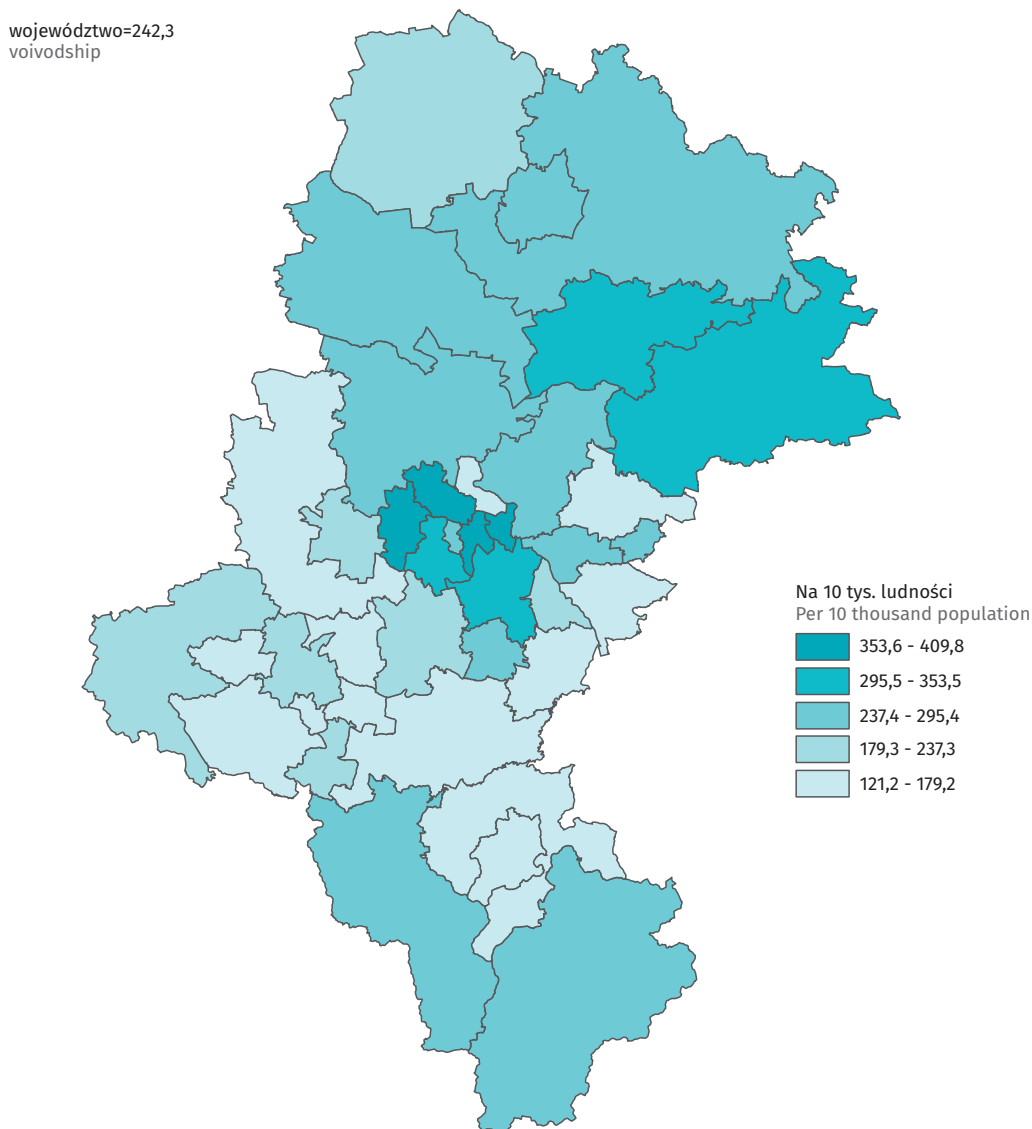 województwo=242,3
voivodship
Na 10 tys. ludności
Per 10 thousand population
353,6 - 409,8
295,5 - 353,5
237,4 - 295,4
179,3 - 237,3
121,2 - 179,2